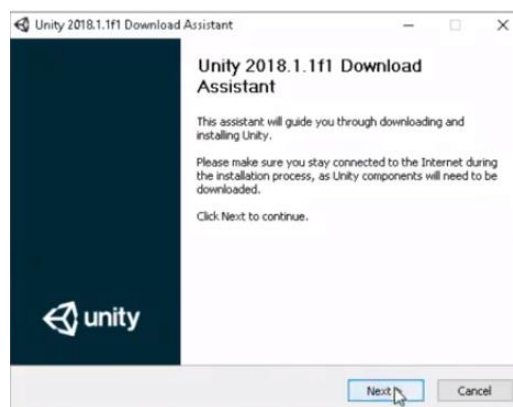 Unity 2018.1.1f1 Download Assistant
Unity 2018.1.1f1 Download
Assistant
This assistant will guide you through downloading and
installing Unity.
Please make sure you stay connected to the Internet during
the installation process, as Unity components will need to be
downloaded.
Click Next to continue.
unity
Next >
Cancel